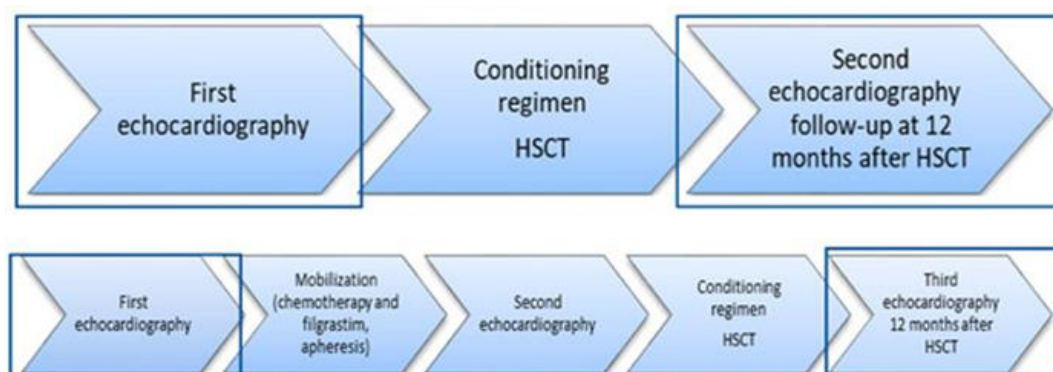 First
echocardiography
Conditioning
regimen
HSCT
Second
echocardiography
follow-up at 12
months after HSCT
First
echocardiography
Mobilization
(chemotherapy and
filgrastim,
apheresis)
Second
echocardiography
Conditioning
regimen
HSCT
Third
echocardiography
12 months after
HSCT